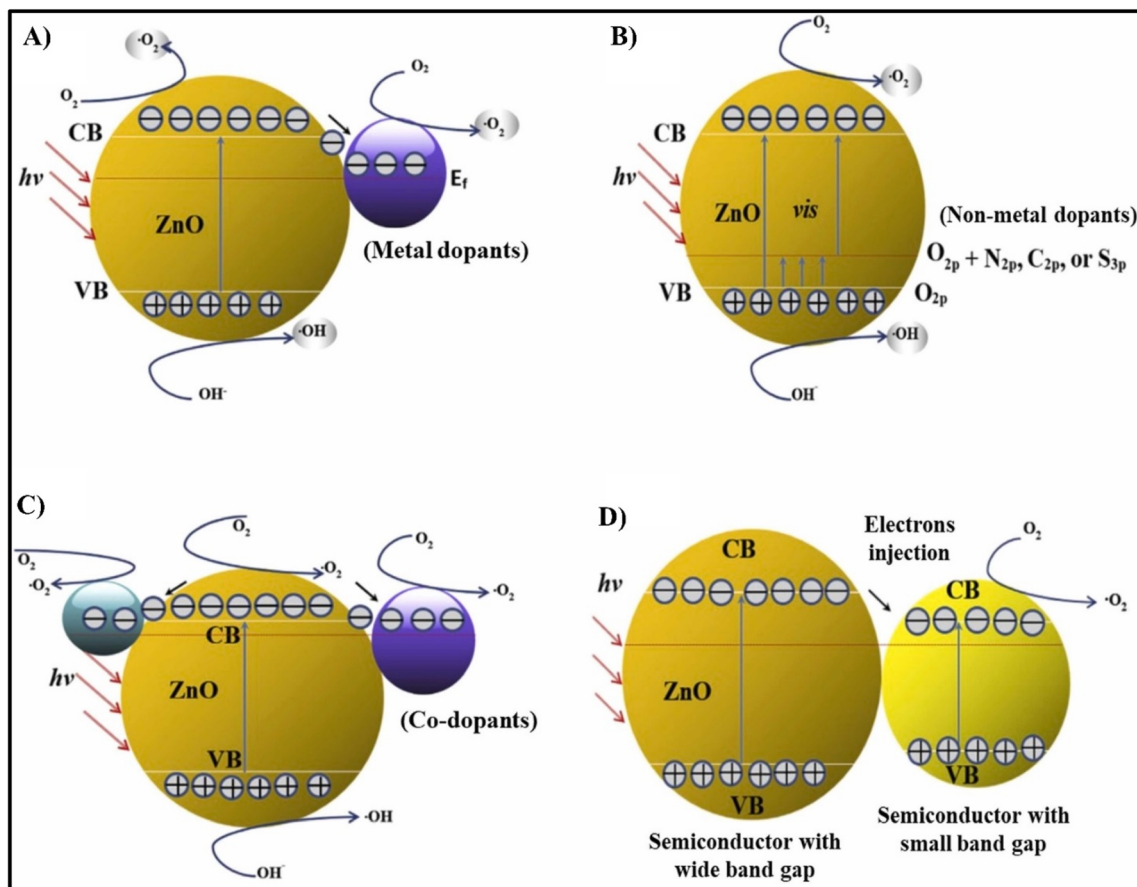 A)
·O₂
O₂
O₂
·O₂
CB
hv
E_f
ZnO
(Metal dopants)
VB
·OH
OH⁻
B)
O₂
·O₂
CB
hv
ZnO
vis
(Non-metal dopants)
O₂ₚ + N₂ₚ, C₂ₚ, or S₃ₚ
VB
O₂ₚ
·OH
OH⁻
C)
O₂
·O₂
O₂
·O₂
O₂
·O₂
CB
hv
ZnO
(Co-dopants)
VB
·OH
OH⁻
D)
Electrons
injection
O₂
·O₂
CB
CB
hv
ZnO
VB
VB
Semiconductor with
wide band gap
Semiconductor with
small band gap